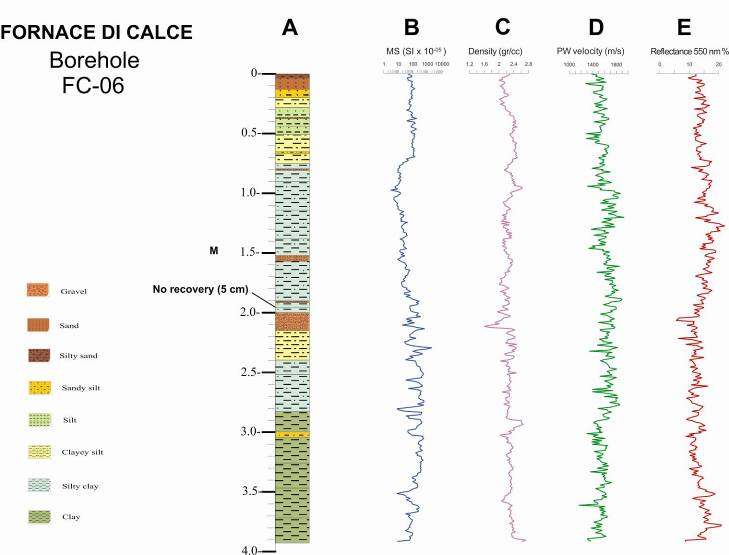 FORNACE DI CALCE
Borehole
FC-06
A
B
C
D
E
MS (SI x 10⁻⁰⁵)
Density (gr/cc)
PW velocity (m/s)
Reflectance 550 nm %
1 10 100 1000 10000
1.2 1.6 2 2.4 2.8
1000 1400 1800
0 10 20
0
0.5
1.0
1.5
2.0
2.5
3.0
3.5
4.0
M
No recovery (5 cm)
Gravel
Sand
Silty sand
Sandy silt
Silt
Clayey silt
Silty clay
Clay